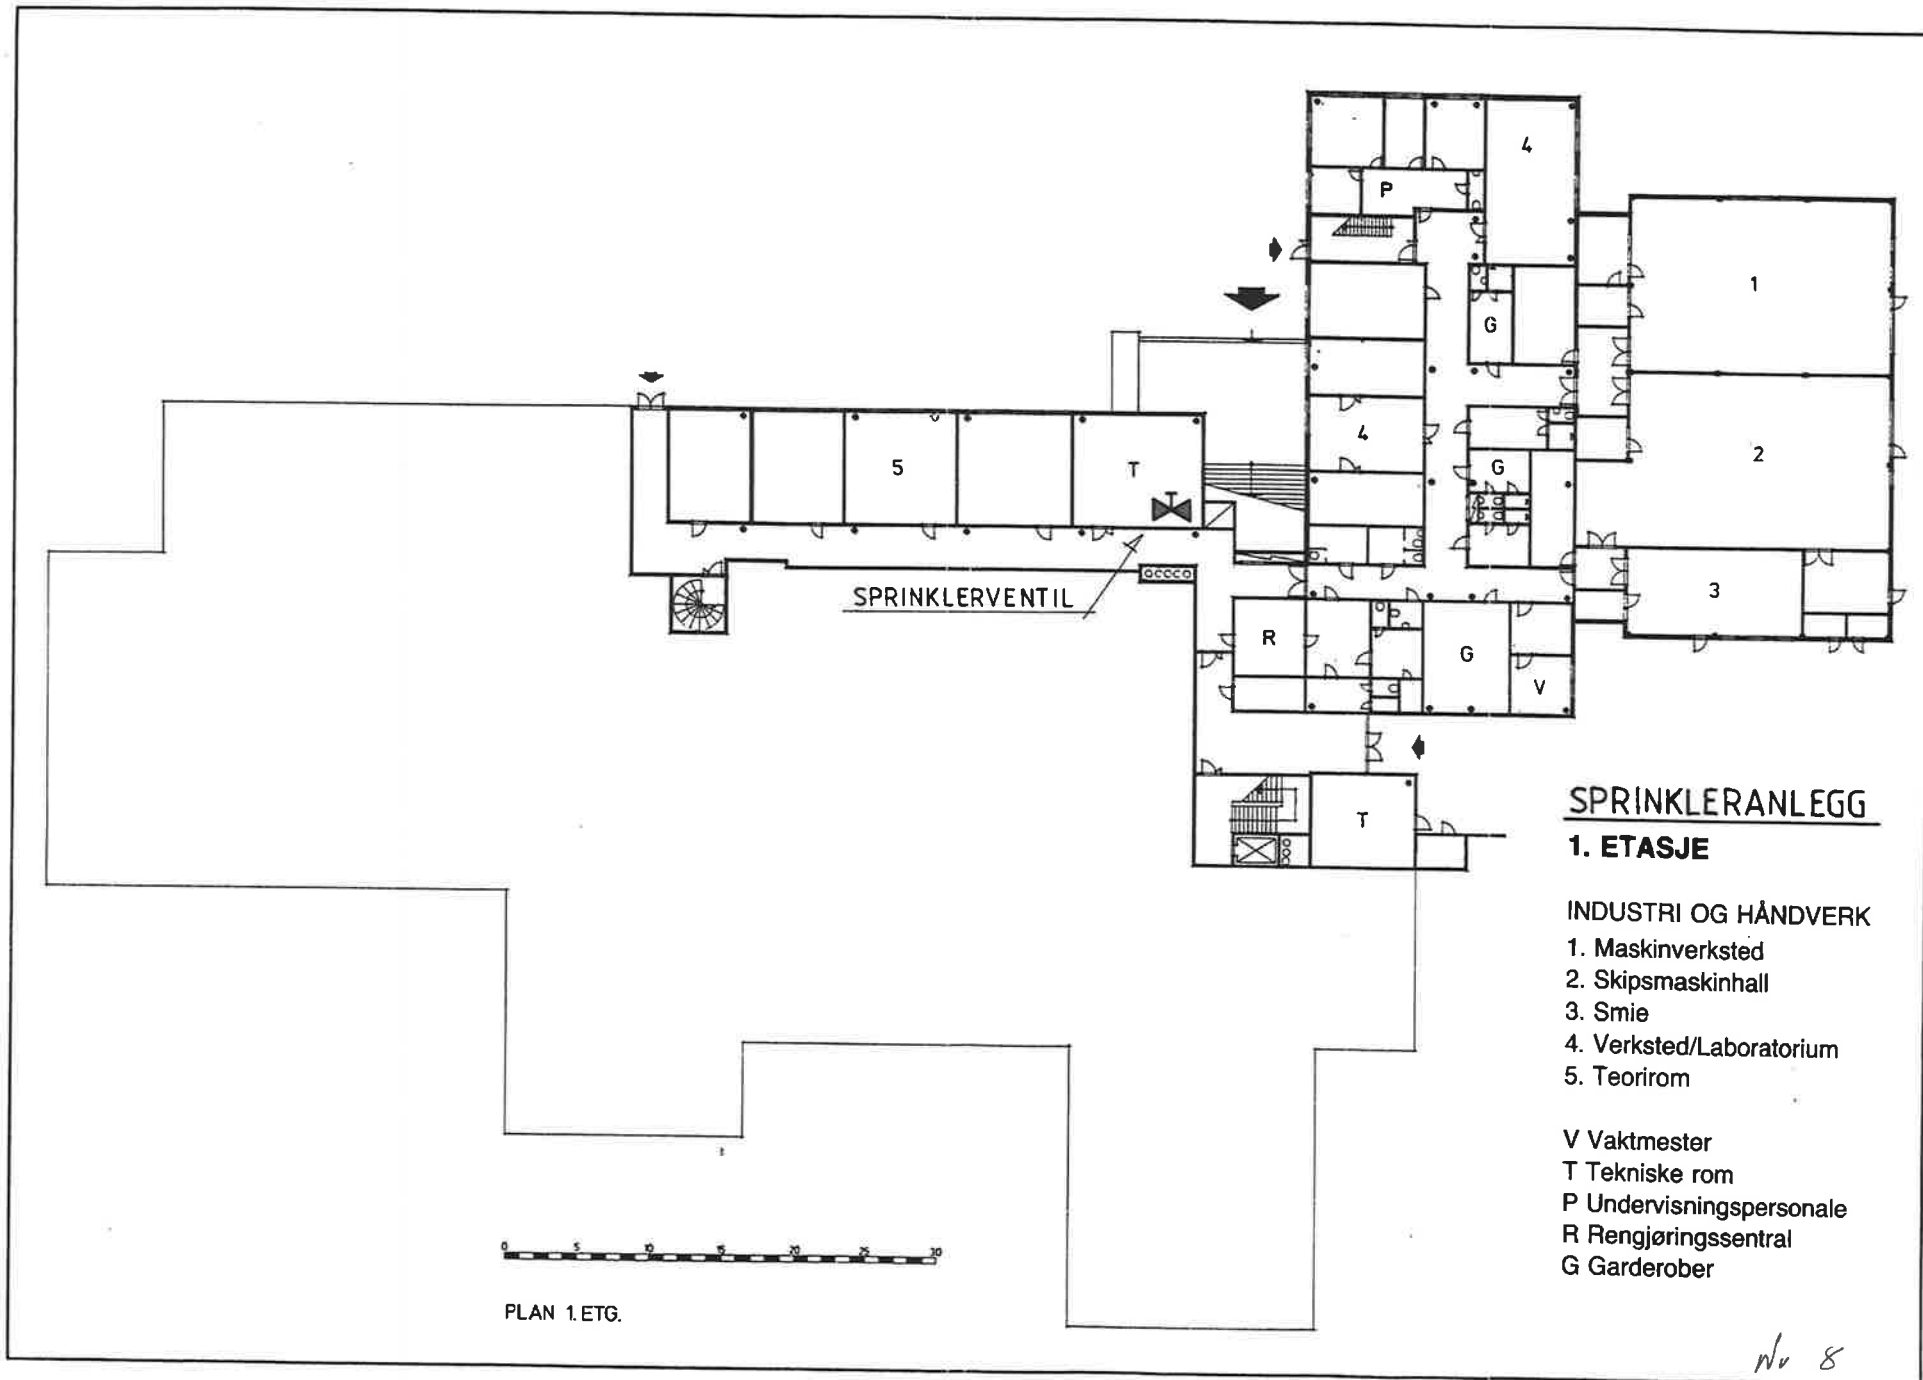 4
P
1
G
5
T
4
G
2
SPRINKLERVENTIL
3
R
G
V
T
SPRINKLERANLEGG
1. ETASJE
INDUSTRI OG HÅNDVERK
1. Maskinverksted
2. Skipsmaskinhall
3. Smie
4. Verksted/Laboratorium
5. Teorirom
V Vaktmester
T Tekniske rom
P Undervisningspersonale
R Rengjøringssentral
G Garderober
0 5 10 15 20 25 30
PLAN 1. ETG.
Nr 8